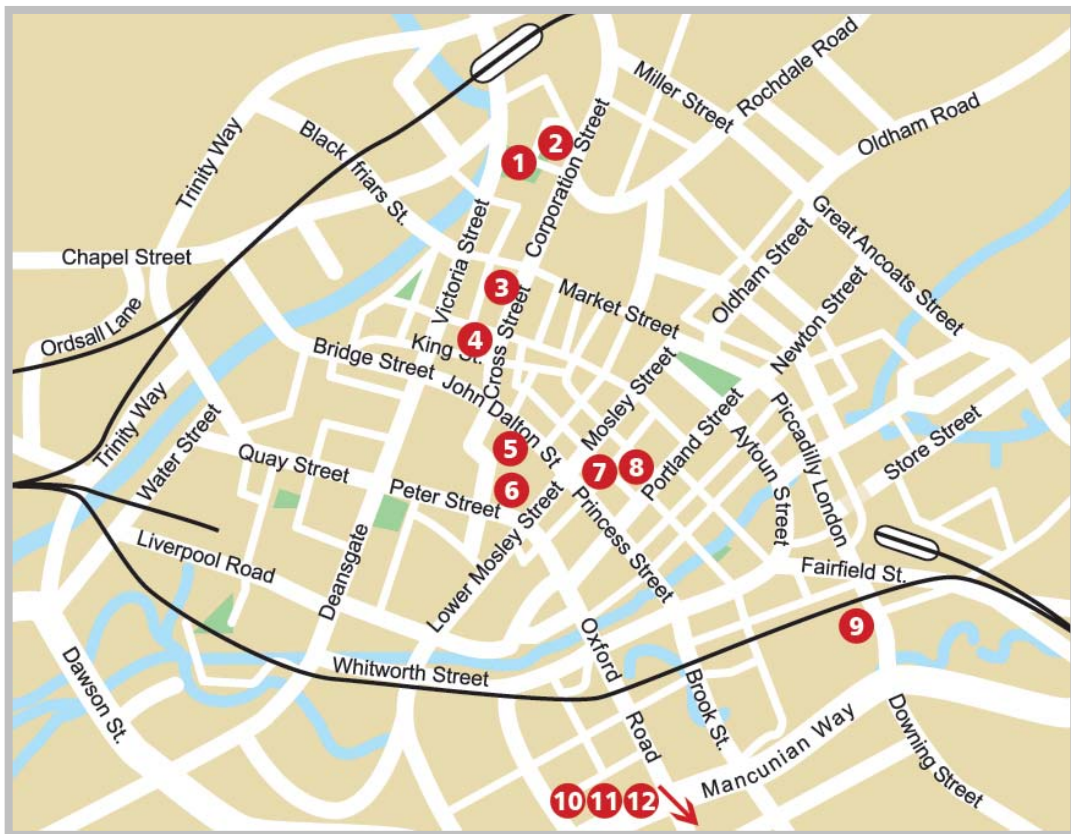 Miller Street
Rochdale Road
Oldham Road
Trinity Way
Black friars St.
1
2
Corporation Street
Great Ancoats Street
Chapel Street
Victoria Street
3
Market Street
Oldham Street
Newton Street
Ordsall Lane
4
King St.
Cross Street
Bridge Street
John Dalton St
Mosley Street
Portland Street
Piccadilly London
Aytoun Street
Store Street
Trinity Way
Water Street
Quay Street
5
6
7
8
Peter Street
Princess Street
Liverpool Road
Deansgate
Lower Mosley Street
Fairfield St.
9
Whitworth Street
Oxford Road
Brook St.
Dawson St.
Mancunian Way
Downing Street
10
11
12